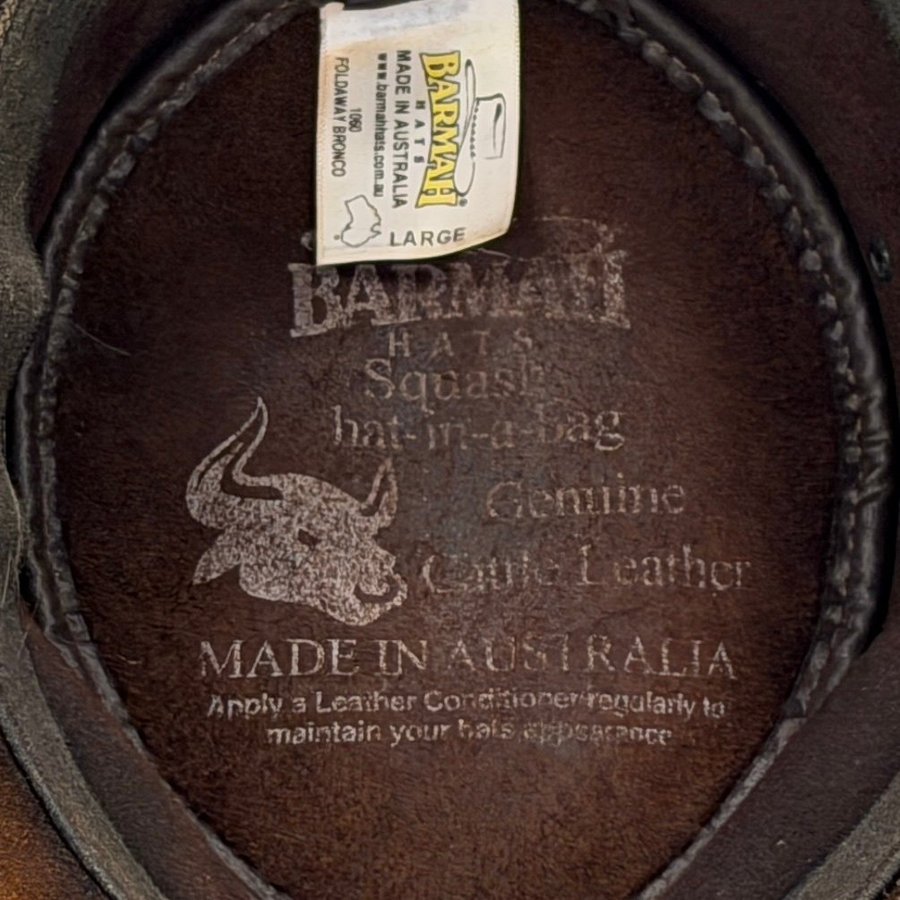 BARMAH®
HATS
MADE IN AUSTRALIA
www.barmahhats.com.au
1060
FOLDAWAY BRONCO
LARGE
BARMAH
HATS
Squash
hat-in-a-bag
Genuine
Cattle Leather
MADE IN AUSTRALIA
Apply a Leather Conditioner regularly to
maintain your hats appearance